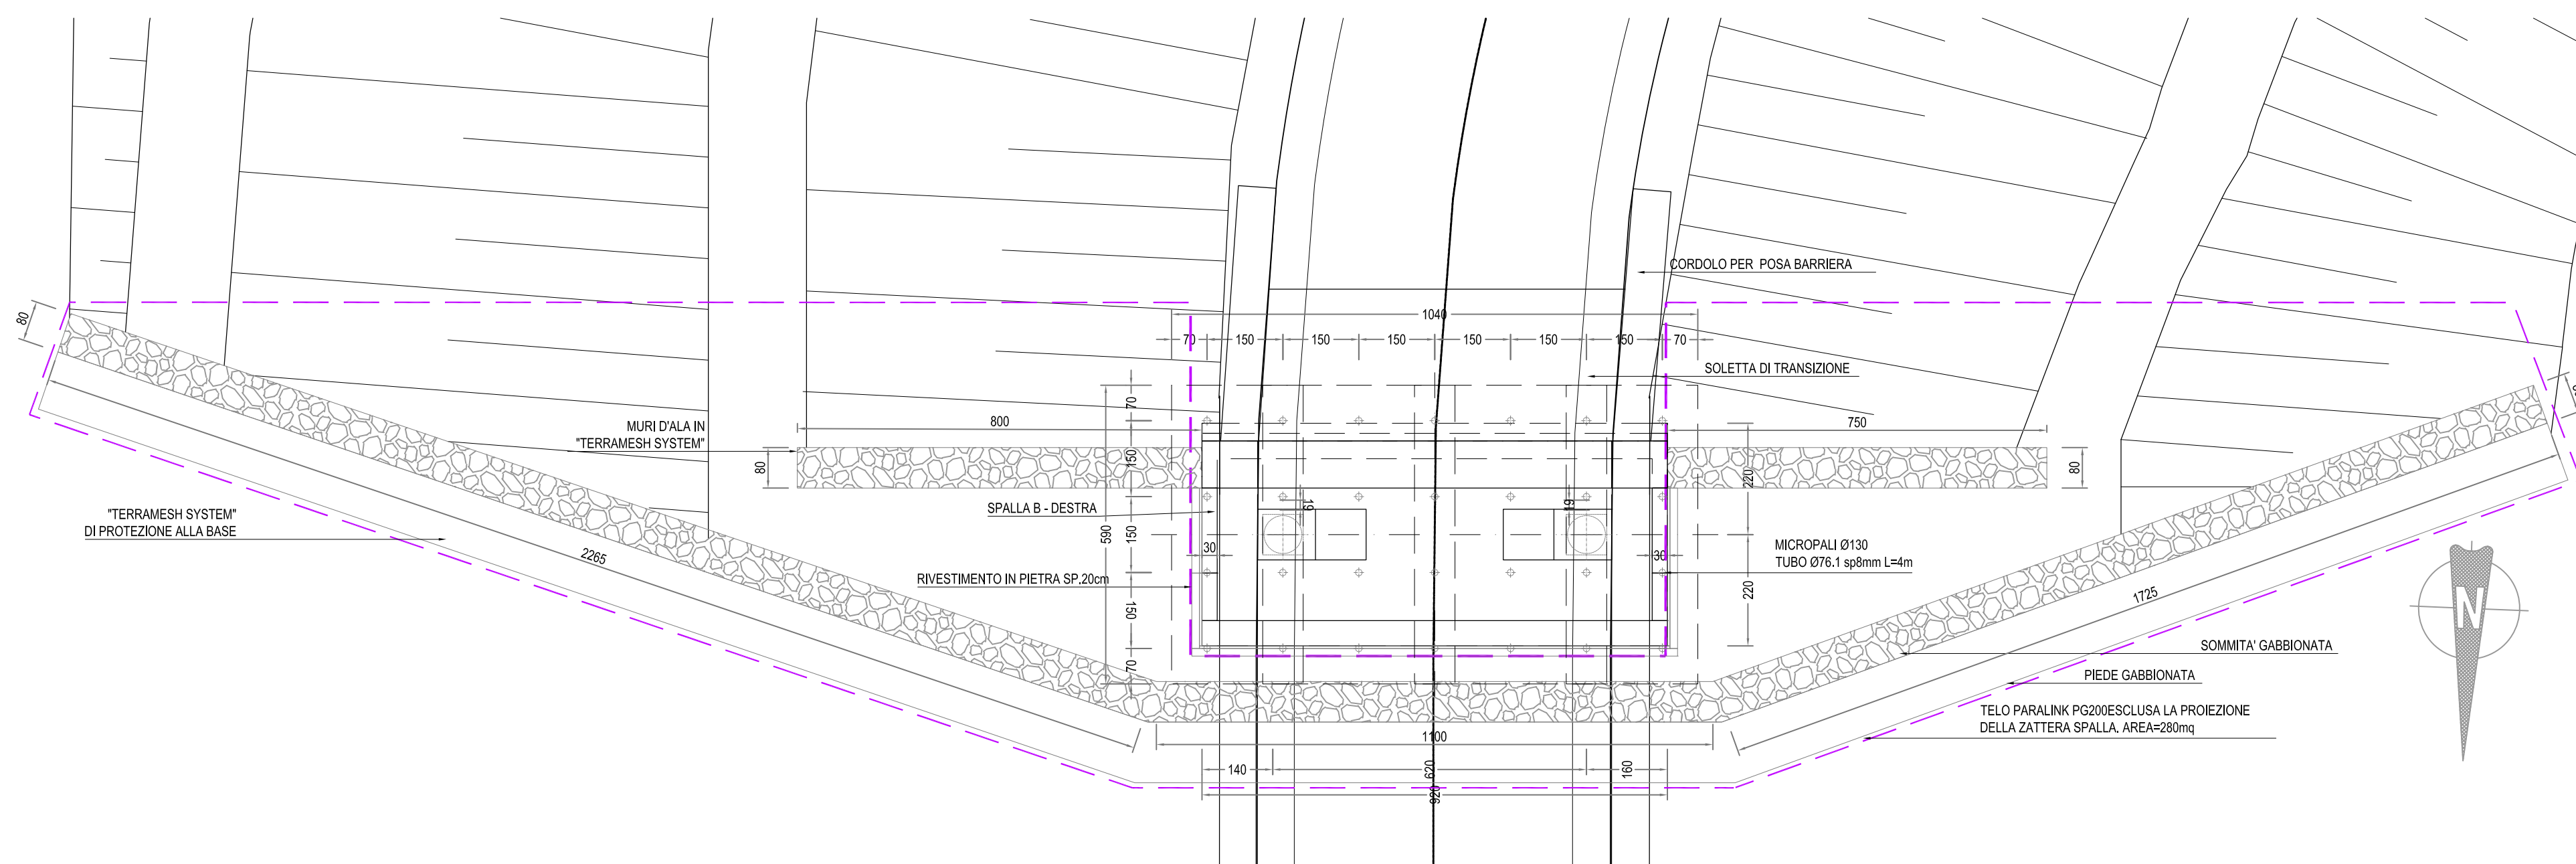 CORDOLO PER POSA BARRIERA
80
1040
70
150
150
150
150
150
150
70
SOLETTA DI TRANSIZIONE
MURI D'ALA IN
"TERRAMESH SYSTEM"
800
750
70
150
220
80
80
SPALLA B - DESTRA
19
19
"TERRAMESH SYSTEM"
DI PROTEZIONE ALLA BASE
590
150
30
30
MICROPALI Ø130
TUBO Ø76.1 sp8mm L=4m
2265
RIVESTIMENTO IN PIETRA SP.20cm
150
220
1725
N
70
SOMMITA' GABBIONATA
PIEDE GABBIONATA
TELO PARALINK PG200ESCLUSA LA PROIEZIONE
DELLA ZATTERA SPALLA. AREA=280mq
1100
140
620
160
920